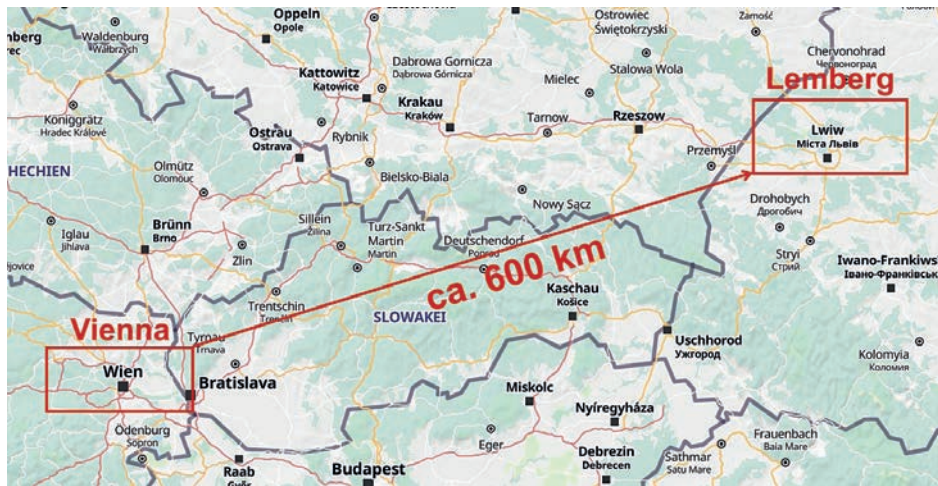 Oppeln
Opole
Ostrowiec
Świętokrzyski
Zamość
Waldenburg
Wałbrzych
Chervonohrad
Червоноград
Kattowitz
Katowice
Dąbrowa Gornicza
Dąbrowa Górnicza
Mielec
Stalowa Wola
Lemberg
Königgrätz
Hradec Králové
Krakau
Kraków
Tarnow
Rzeszow
Lwiw
Міста Львів
Ostrau
Ostrava
Rybnik
Przemyśl
HECHIEN
Olmütz
Olomouc
Bielsko-Biala
Nowy Sącz
Drohobych
Дрогобич
Iglau
Jihlava
Brünn
Brno
Zlin
Sillein
Žilina
Turz-Sankt
Martin
Martin
Deutschendorf
Poprad
Stryi
Стрий
Iwano-Frankiws
Івано-Франківськ
ca. 600 km
Trentschin
Trenčín
Kaschau
Košice
SLOWAKEI
Vienna
Tyrnau
Trnava
Uschhorod
Ужгород
Kolomyia
Коломия
Wien
Bratislava
Miskolc
Nyíregyháza
Ödenburg
Sopron
Eger
Frauenbach
Baia Mare
Raab
Győr
Budapest
Debrezin
Debrecen
Sathmar
Satu Mare